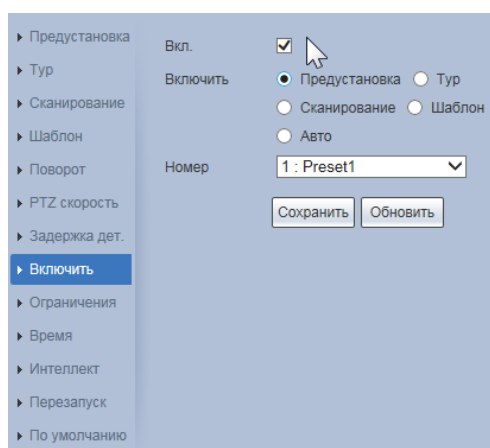 Предустановка
Тур
Сканирование
Шаблон
Поворот
PTZ скорость
Задержка дет.
Включить
Ограничения
Время
Интеллект
Перезапуск
По умолчанию
Вкл.
Включить Предустановка Тур
Сканирование Шаблон
Авто
Номер 1 : Preset1
Сохранить Обновить